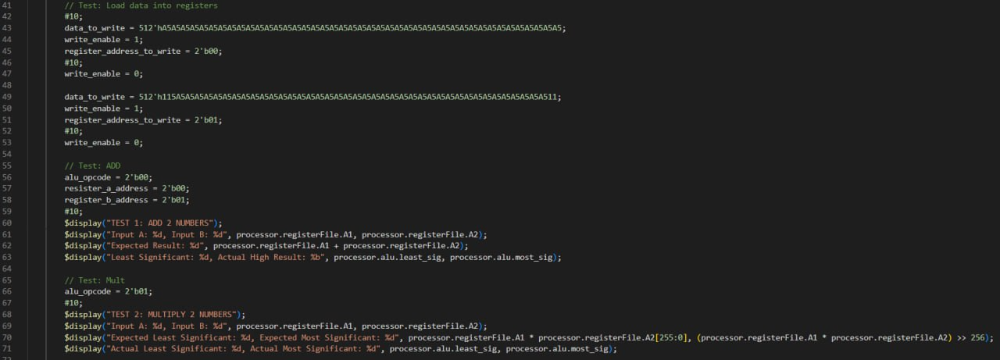 41 // Test: Load data into registers
42 #10;
43 data_to_write = 512'hA5A5A5A5A5A5A5A5A5A5A5A5A5A5A5A5A5A5A5A5A5A5A5A5A5A5A5A5A5A5A5A5A5A5A5A5A5A5A5A5A5;
44 write_enable = 1;
45 register_address_to_write = 2'b00;
46 #10;
47 write_enable = 0;
48
49 data_to_write = 512'h115A5A5A5A5A5A5A5A5A5A5A5A5A5A5A5A5A5A5A5A5A5A5A5A5A5A5A5A5A5A5A5A5A5A5A5A5A5A5A511;
50 write_enable = 1;
51 register_address_to_write = 2'b01;
52 #10;
53 write_enable = 0;
54
55 // Test: ADD
56 alu_opcode = 2'b00;
57 resister_a_address = 2'b00;
58 register_b_address = 2'b01;
59 #10;
60 $display("TEST 1: ADD 2 NUMBERS");
61 $display("Input A: %d, Input B: %d", processor.registerFile.A1, processor.registerFile.A2);
62 $display("Expected Result: %d", processor.registerFile.A1 + processor.registerFile.A2);
63 $display("Least Significant: %d, Actual High Result: %b", processor.alu.least_sig, processor.alu.most_sig);
64
65 // Test: Mult
66 alu_opcode = 2'b01;
67 #10;
68 $display("TEST 2: MULTIPLY 2 NUMBERS");
69 $display("Input A: %d, Input B: %d", processor.registerFile.A1, processor.registerFile.A2);
70 $display("Expected Least Significant: %d, Expected Most Significant: %d", processor.registerFile.A1 * processor.registerFile.A2[255:0], (processor.registerFile.A1 * processor.registerFile.A2) >> 256);
71 $display("Actual Least Significant: %d, Actual Most Significant: %d", processor.alu.least_sig, processor.alu.most_sig);